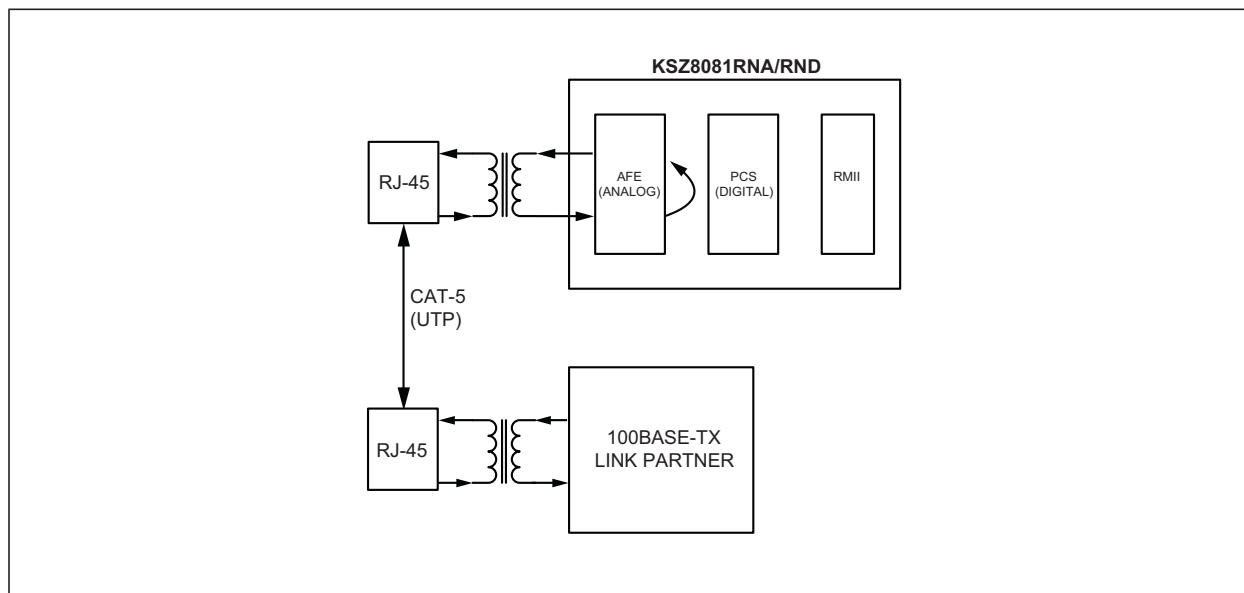 KSZ8081RNA/RND
RJ-45
AFE
(ANALOG)
PCS
(DIGITAL)
RMII
CAT-5
(UTP)
RJ-45
100BASE-TX
LINK PARTNER